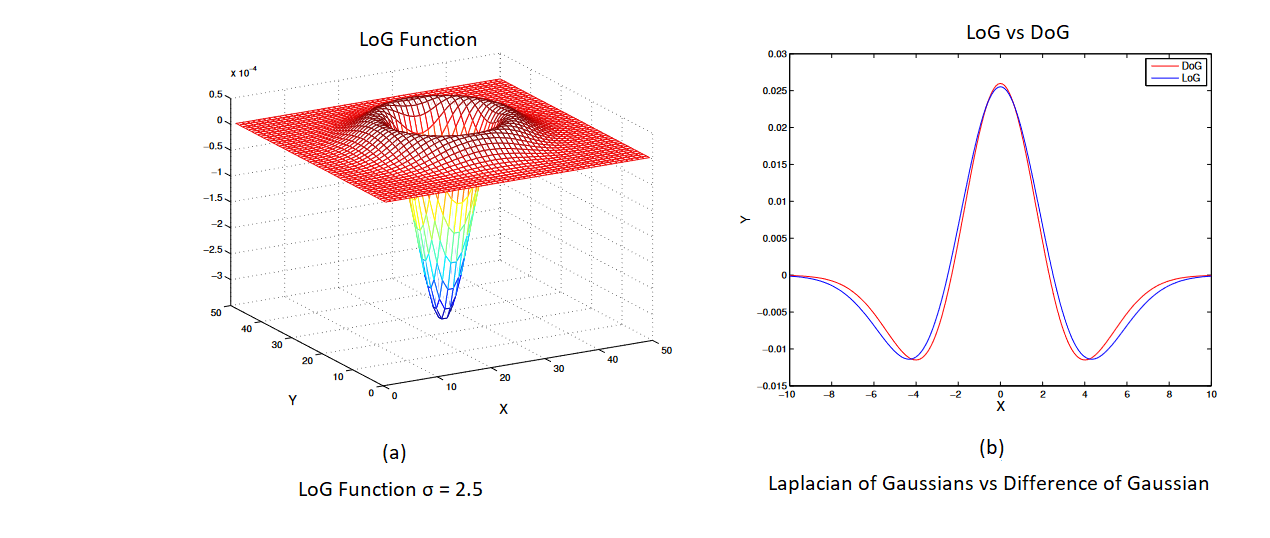 LoG Function
x 10⁻⁴
0.5
0
−0.5
−1
−1.5
−2
−2.5
−3
50
40
30
20
10
0
Y
0
10
20
30
40
50
X
(a)
LoG Function σ = 2.5
LoG vs DoG
0.03
0.025
0.02
0.015
0.01
0.005
0
−0.005
−0.01
−0.015
Y
DoG
LoG
−10 −8 −6 −4 −2 0 2 4 6 8 10
X
(b)
Laplacian of Gaussians vs Difference of Gaussian